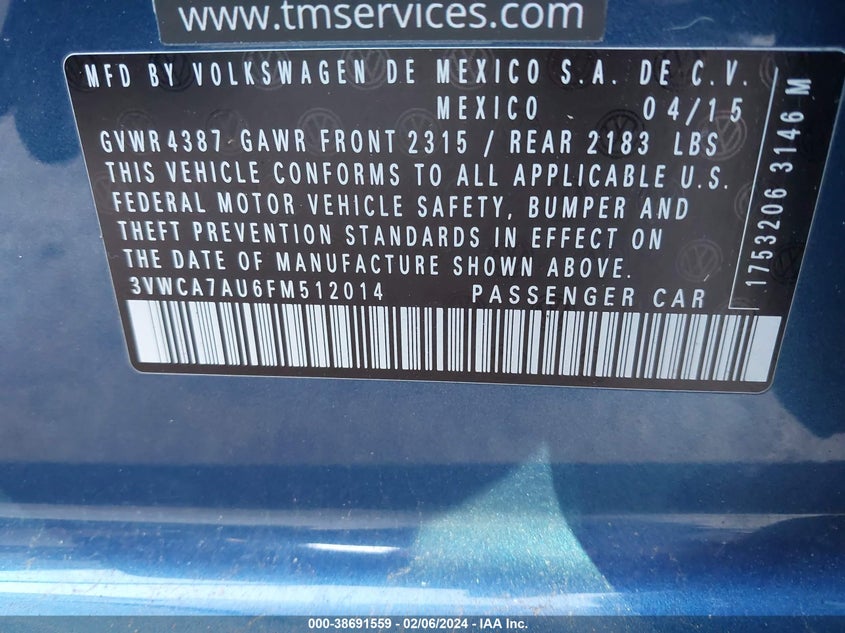 www.tmservices.com
MFD BY VOLKSWAGEN DE MEXICO S.A. DE C.V.
MEXICO 04/15
GVWR 4387 GAWR FRONT 2315 / REAR 2183 LBS
THIS VEHICLE CONFORMS TO ALL APPLICABLE U.S.
FEDERAL MOTOR VEHICLE SAFETY, BUMPER AND
THEFT PREVENTION STANDARDS IN EFFECT ON
THE DATE OF MANUFACTURE SHOWN ABOVE.
3VWCA7AU6FM512014 PASSENGER CAR
1753206 3146 M
000-38691559 - 02/06/2024 - IAA Inc.